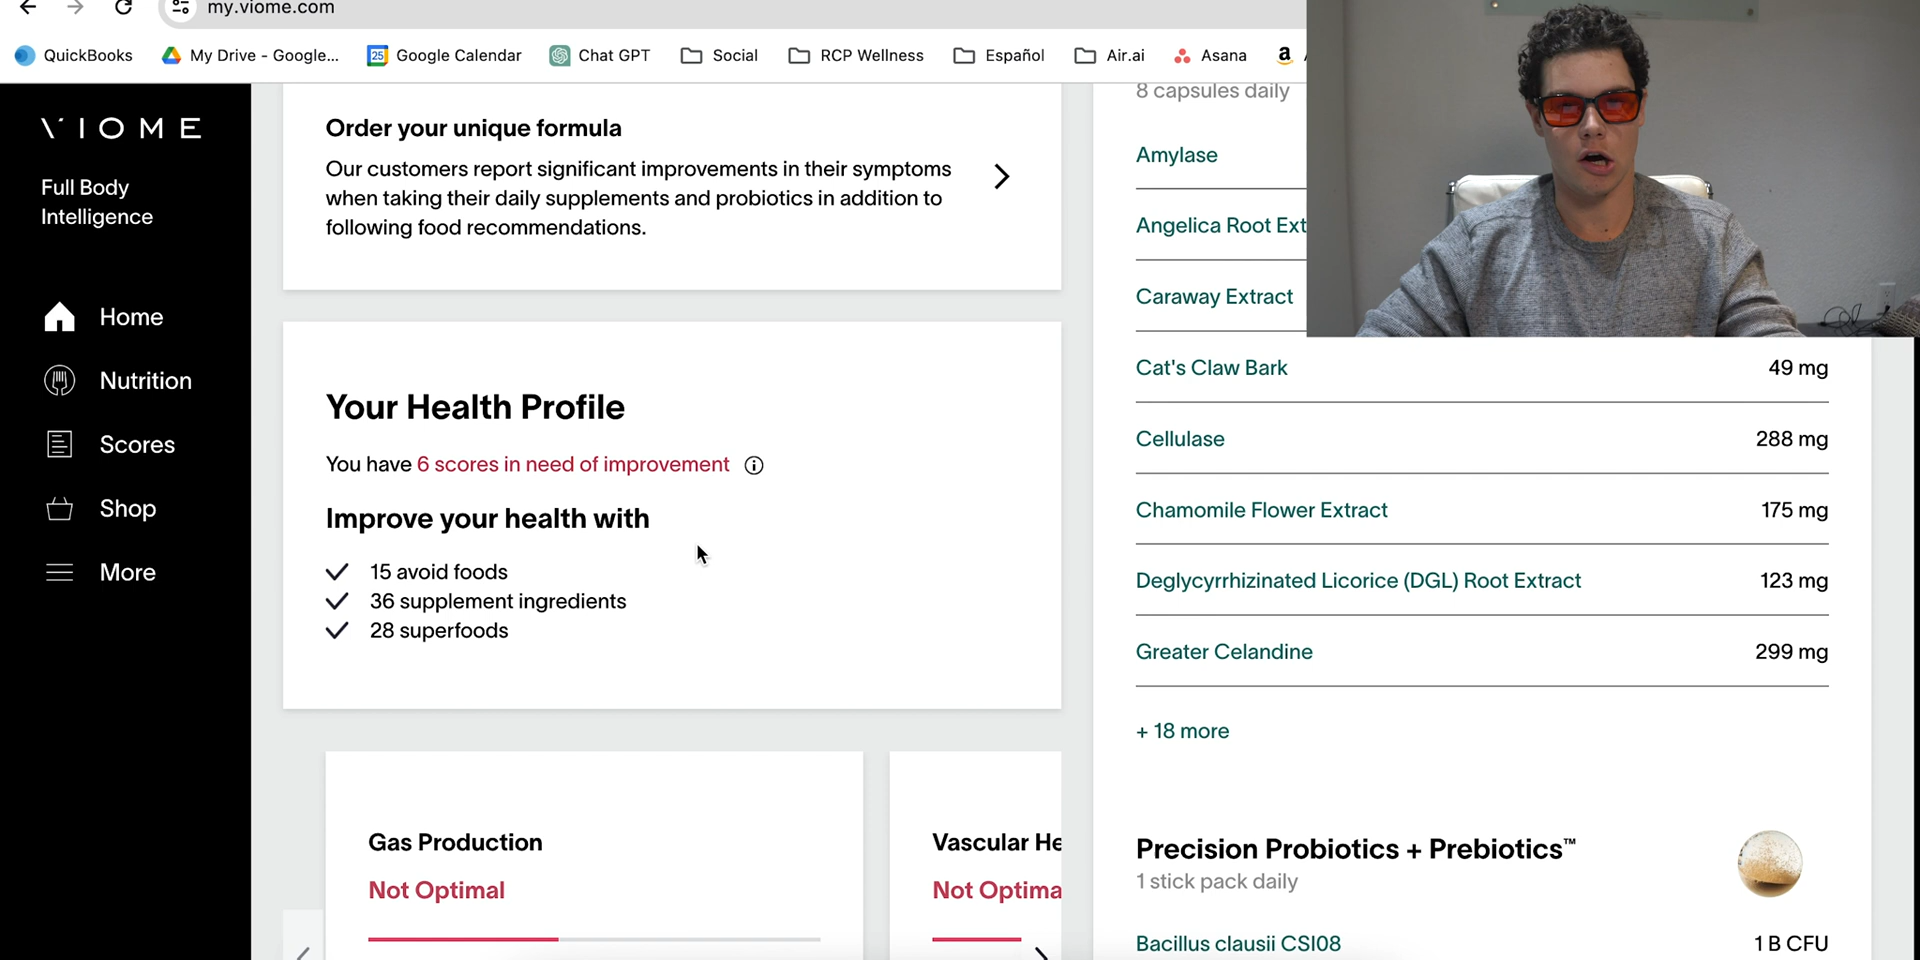 my.viome.com
QuickBooks
My Drive - Google...
25
Google Calendar
Chat GPT
Social
RCP Wellness
Español
Air.ai
Asana
a
VIOME
Full Body
Intelligence
Home
Nutrition
Scores
Shop
More
Order your unique formula
Our customers report significant improvements in their symptoms
when taking their daily supplements and probiotics in addition to
following food recommendations.
Your Health Profile
You have 6 scores in need of improvement
Improve your health with
15 avoid foods
36 supplement ingredients
28 superfoods
Gas Production
Not Optimal
Vascular He
Not Optima
8 capsules daily
Amylase
Angelica Root Ext
Caraway Extract
Cat's Claw Bark 49 mg
Cellulase 288 mg
Chamomile Flower Extract 175 mg
Deglycyrrhizinated Licorice (DGL) Root Extract 123 mg
Greater Celandine 299 mg
+ 18 more
Precision Probiotics + Prebiotics™
1 stick pack daily
Bacillus clausii CSI08 1 B CFU